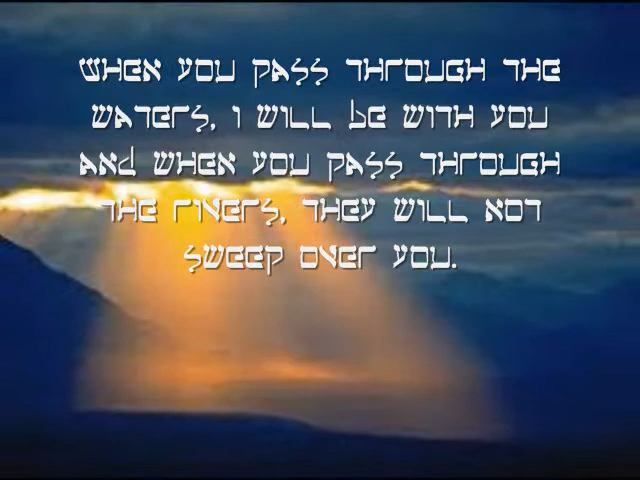 When you pass through the
waters, I will be with you
and when you pass through
the rivers, they will not
sweep over you.